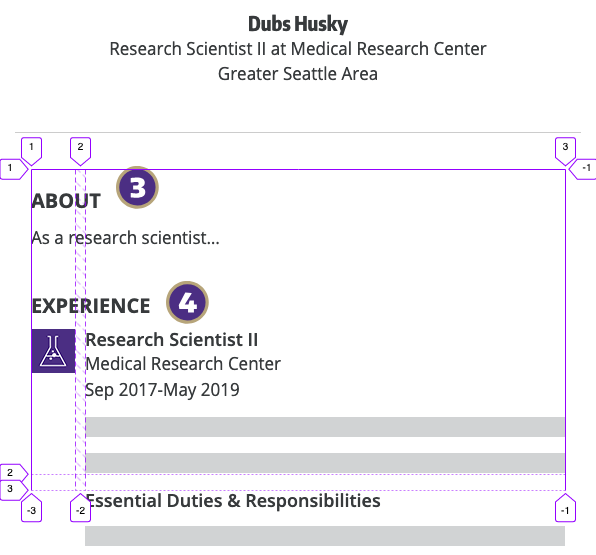 Dubs Husky
Research Scientist II at Medical Research Center
Greater Seattle Area
1
2
3
1
-1
ABOUT
3
As a research scientist...
EXPERIENCE
4
Research Scientist II
Medical Research Center
Sep 2017-May 2019
2
3
Essential Duties & Responsibilities
-3
-2
-1